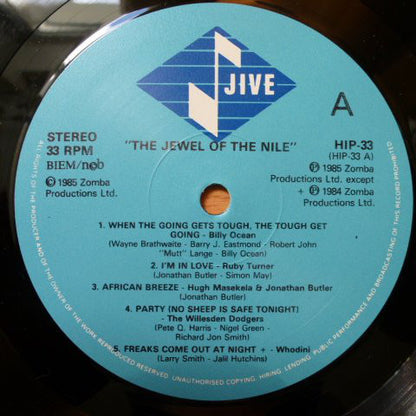 JIVE
A
STEREO
33 RPM
BIEM/ncb
℗ 1985 Zomba
Productions Ltd.
"THE JEWEL OF THE NILE"
HIP-33
(HIP-33 A)
℗ 1985 Zomba
Productions Ltd. except
+ ℗ 1984 Zomba
Productions Ltd.
1. WHEN THE GOING GETS TOUGH, THE TOUGH GET
GOING - Billy Ocean
(Wayne Brathwaite - Barry J. Eastmond - Robert John
"Mutt" Lange - Billy Ocean)
2. I'M IN LOVE - Ruby Turner
(Jonathan Butler - Simon May)
3. AFRICAN BREEZE - Hugh Masekela & Jonathan Butler
(Jonathan Butler)
4. PARTY (NO SHEEP IS SAFE TONIGHT)
- The Willesden Dodgers
(Pete Q. Harris - Nigel Green -
Richard Jon Smith)
5. FREAKS COME OUT AT NIGHT + - Whodini
(Larry Smith - Jalil Hutchins)
ALL RIGHTS OF THE PRODUCER AND OF THE OWNER OF THE WORK BEING REPRODUCED RESERVED. UNAUTHORISED COPYING. HIRING. LENDING. PUBLIC PERFORMANCE AND BROADCASTING OF THIS RECORD